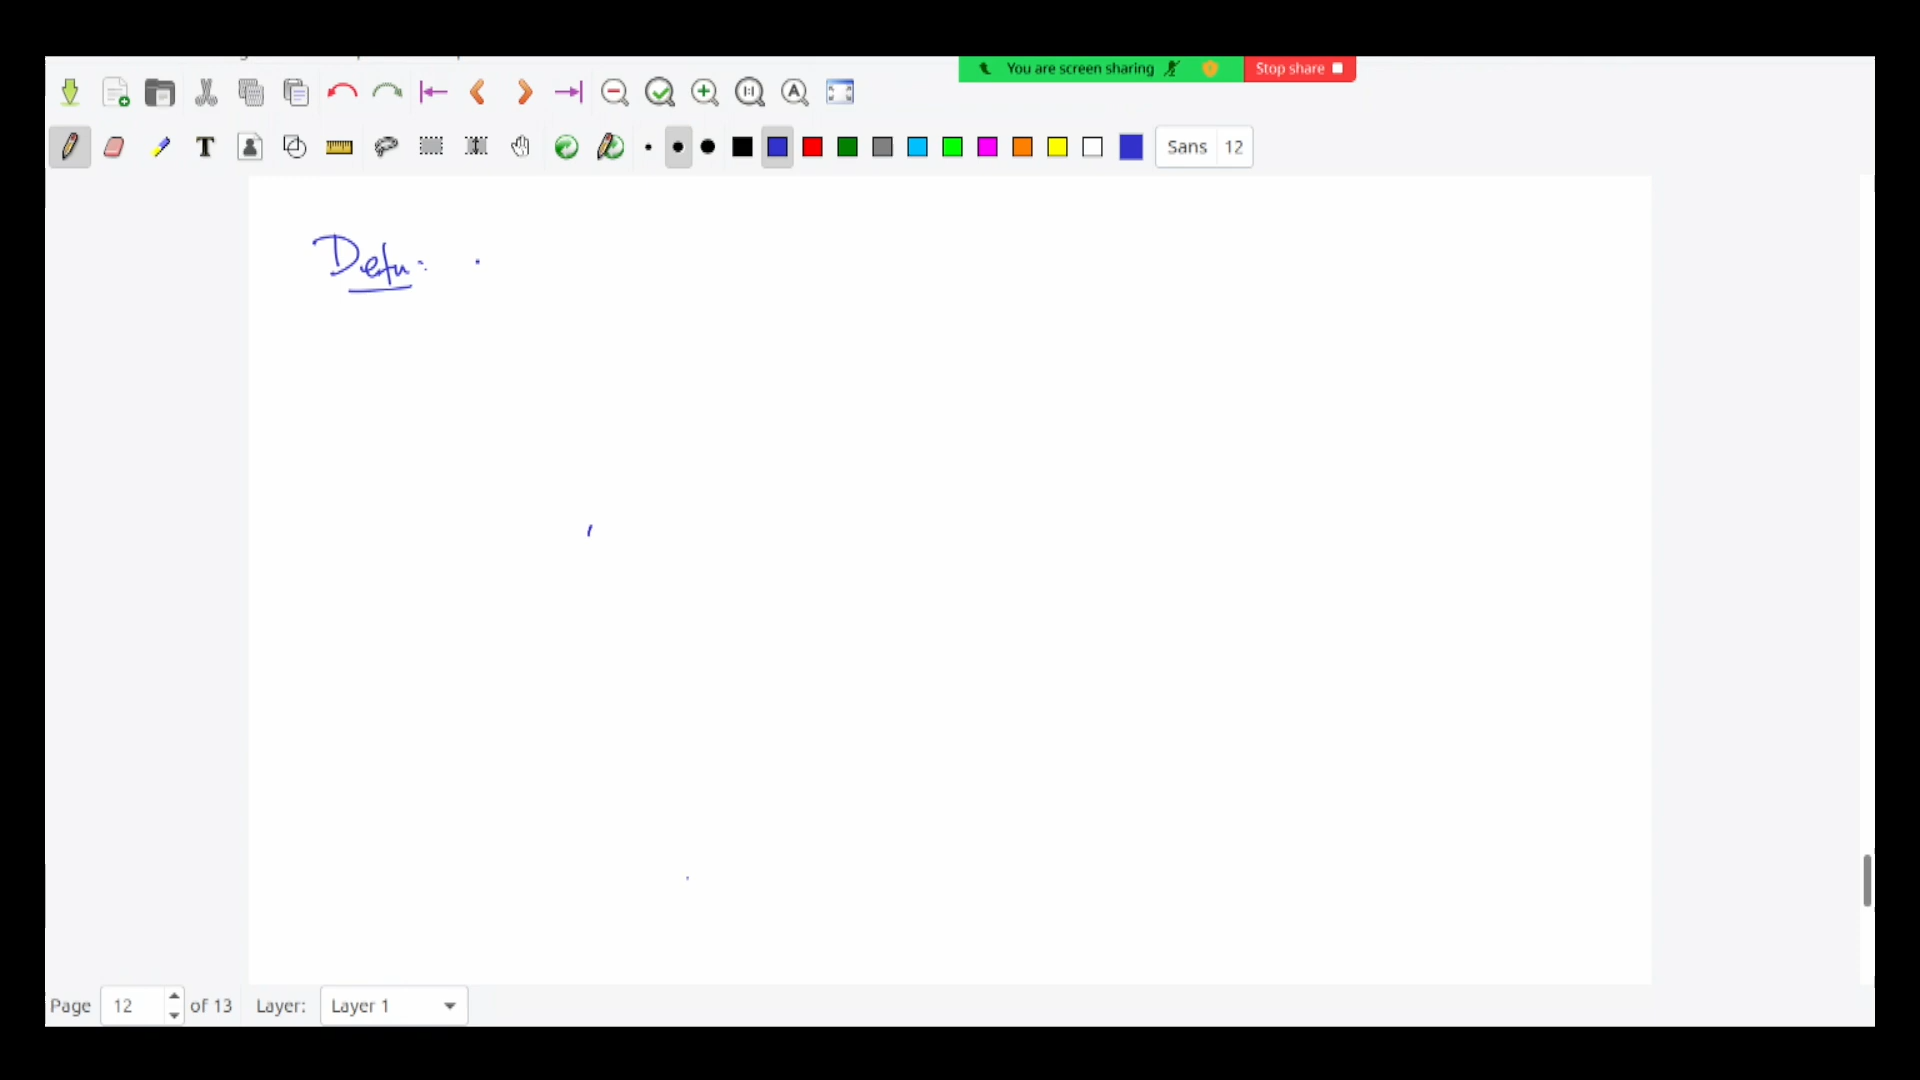 You are screen sharing Stop share
T Sans 12
Defn:
Page 12 of 13 Layer: Layer 1